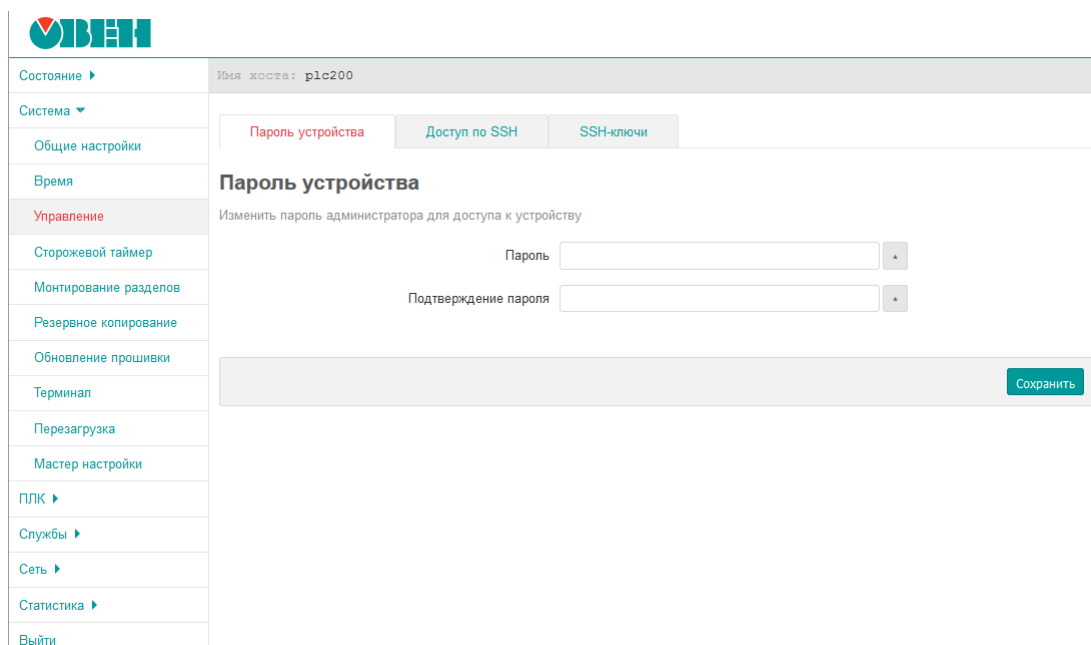 ОВЕН
Состояние
Имя хоста: plc200
Система
Пароль устройства
Доступ по SSH
SSH-ключи
Общие настройки
Время
Управление
Сторожевой таймер
Монтирование разделов
Резервное копирование
Обновление прошивки
Терминал
Перезагрузка
Мастер настройки
ПЛК
Службы
Сеть
Статистика
Выйти
Пароль устройства
Изменить пароль администратора для доступа к устройству
Пароль
*
Подтверждение пароля
*
Сохранить